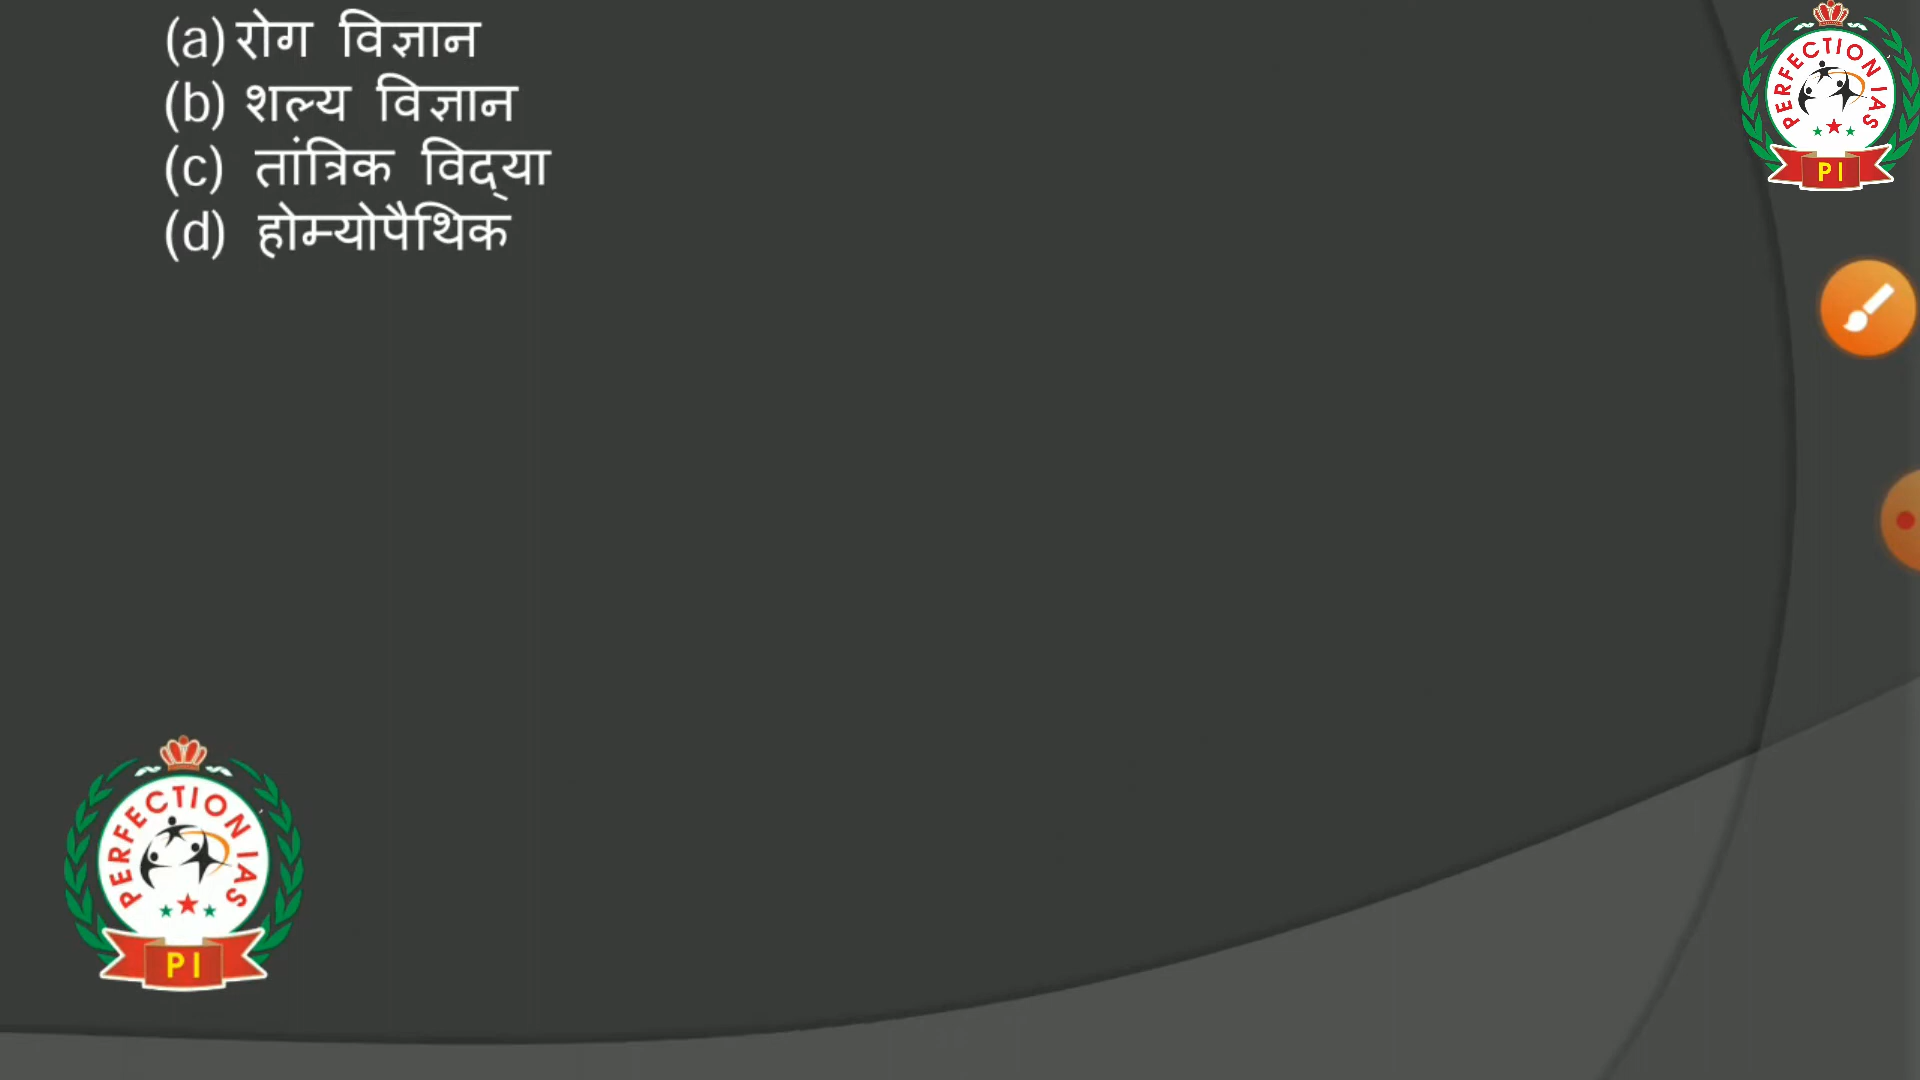 (a) रोग विज्ञान
(b) शल्य विज्ञान
(c) तांत्रिक विद्‌या
(d) होम्योपैथिक
PERFECTION IAS
PI
PERFECTION IAS
PI